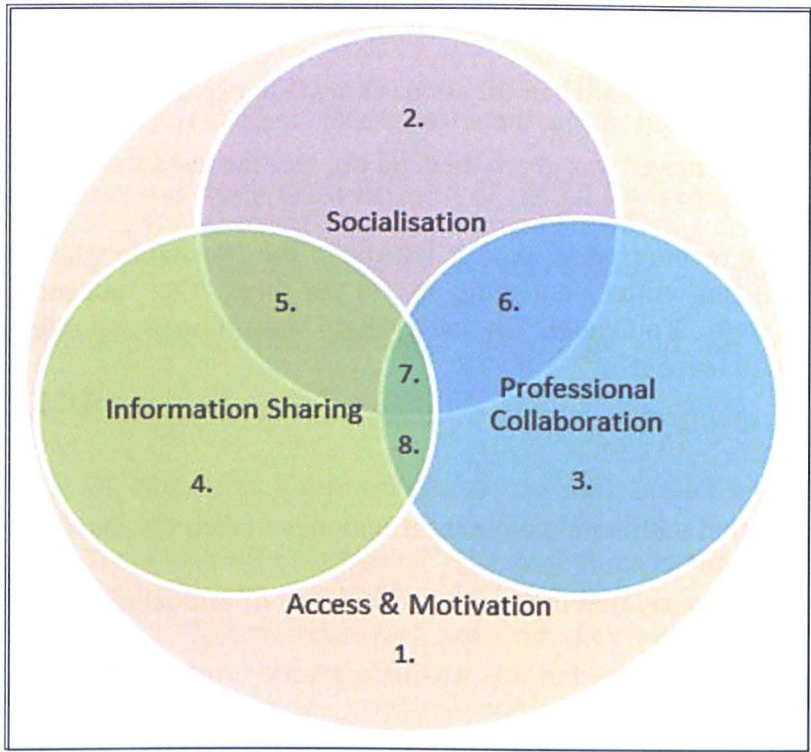 2.
Socialisation
5.
6.
7.
Information Sharing
Professional
Collaboration
8.
4.
3.
Access & Motivation
1.